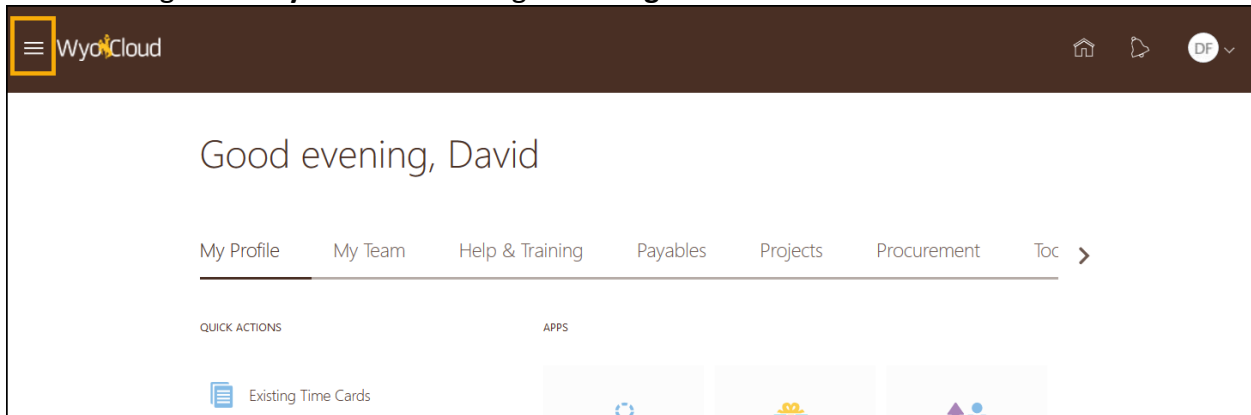 WyoCloud
DF
Good evening, David
My Profile My Team Help & Training Payables Projects Procurement
QUICK ACTIONS APPS
Existing Time Cards